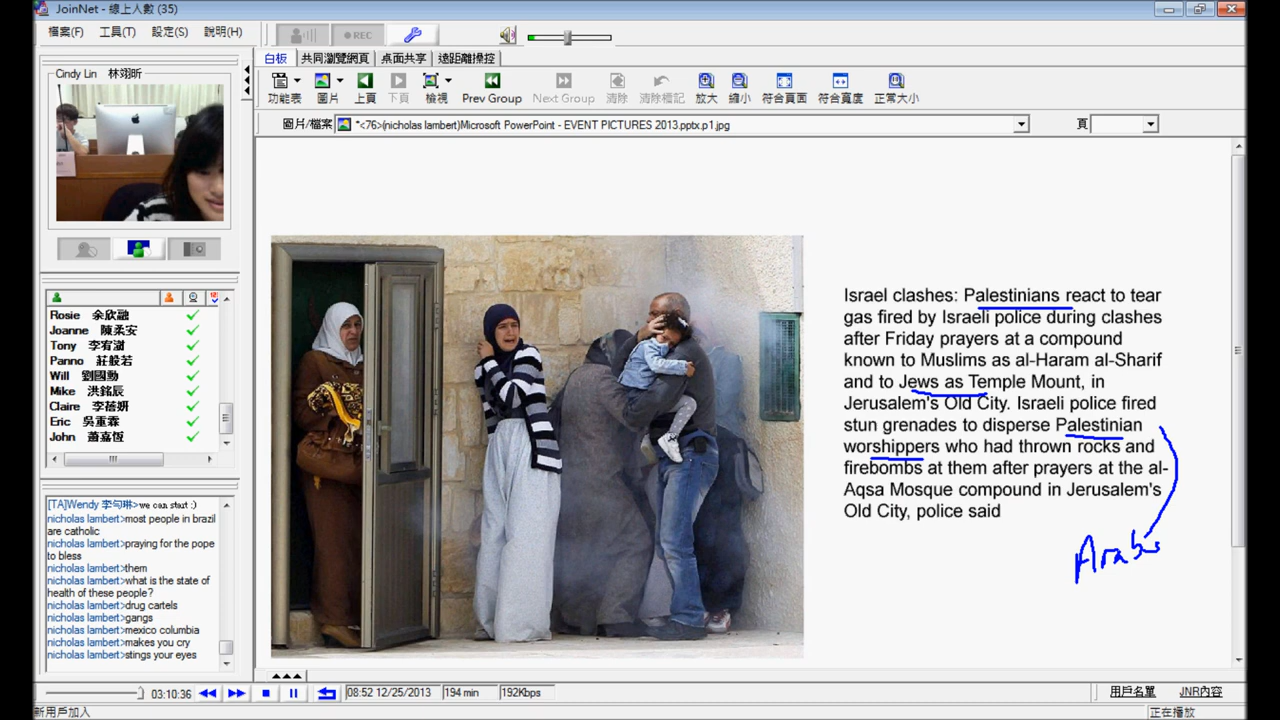 JoinNet - 線上人數 (35)
檔案(F) 工具(T) 設定(S) 說明(H)
REC
Cindy Lin 林翊昕
白板 共同瀏覽網頁 桌面共享 遠距離操控
功能表 圖片 上頁 下頁 檢視 Prev Group Next Group 清除 清除標記 放大 縮小 符合頁面 符合寬度 正常大小
圖片/檔案 *<76>(nicholas lambert)Microsoft PowerPoint - EVENT PICTURES 2013.pptx.p1.jpg
頁
Rosie 余欣融
Joanne 陳柔安
Tony 李宥澂
Panno 莊般若
Will 劉國勳
Mike 洪銘辰
Claire 李蓓妍
Eric 吳重霖
John 蕭嘉恆
[TA]Wendy 李勻琳>we can start :)
nicholas lambert>most people in brazil
are catholic
nicholas lambert>praying for the pope
to bless
nicholas lambert>them
nicholas lambert>what is the state of
health of these people?
nicholas lambert>drug cartels
nicholas lambert>gangs
nicholas lambert>mexico columbia
nicholas lambert>makes you cry
nicholas lambert>stings your eyes
Israel clashes: Palestinians react to tear
gas fired by Israeli police during clashes
after Friday prayers at a compound
known to Muslims as al-Haram al-Sharif
and to Jews as Temple Mount, in
Jerusalem's Old City. Israeli police fired
stun grenades to disperse Palestinian
worshippers who had thrown rocks and
firebombs at them after prayers at the al-
Aqsa Mosque compound in Jerusalem's
Old City, police said
Arabs
03:10:36
08:52 12/25/2013 194 min 192Kbps
用戶名單 JNR內容
新用戶加入
正在播放